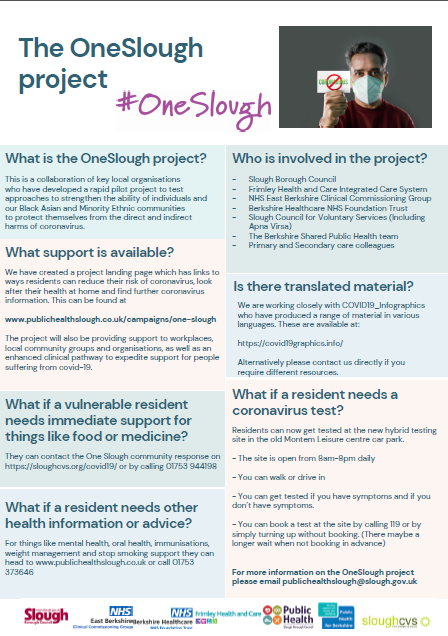 The OneSlough
project
#OneSlough
What is the OneSlough project?
This is a collaboration of key local organisations
who have developed a rapid pilot project to test
approaches to strengthen the ability of individuals and
our Black Asian and Minority Ethnic communities
to protect themselves from the direct and indirect
harms of coronavirus.
What support is available?
We have created a project landing page which has links to
ways residents can reduce their risk of coronavirus, look
after their health at home and find further coronavirus
information. This can be found at
www.publichealthslough.co.uk/campaigns/one-slough
The project will also be providing support to workplaces,
local community groups and organisations, as well as an
enhanced clinical pathway to expedite support for people
suffering from covid-19.
What if a vulnerable resident
needs immediate support for
things like food or medicine?
They can contact the One Slough community response on
https://sloughcvs.org/covid19/ or by calling 01753 944198
What if a resident needs other
health information or advice?
For things like mental health, oral health, immunisations,
weight management and stop smoking support they can
head to www.publichealthslough.co.uk or call 01753
373646
Who is involved in the project?
- Slough Borough Council
- Frimley Health and Care Integrated Care System
- NHS East Berkshire Clinical Commissioning Group
- Berkshire Healthcare NHS Foundation Trust
- Slough Council for Voluntary Services (Including
Apna Virsa)
- The Berkshire Shared Public Health team
- Primary and Secondary care colleagues
Is there translated material?
We are working closely with COVID19_Infographics
who have produced a range of material in various
languages. These are available at:
https://covid19graphics.info/
Alternatively please contact us directly if you
require different resources.
What if a resident needs a
coronavirus test?
Residents can now get tested at the new hybrid testing
site in the old Montem Leisure centre car park.
- The site is open from 8am-8pm daily
- You can walk or drive in
- You can get tested if you have symptoms and if you
don't have symptoms.
- You can book a test at the site by calling 119 or by
simply turning up without booking. (There maybe a
longer wait when not booking in advance)
For more information on the OneSlough project
please email publichealthslough@slough.gov.uk
Slough
NHS
East Berkshire
Clinical Commissioning Group
NHS
Berkshire Healthcare
NHS Foundation Trust
Frimley Health and Care
Public
Health
Public
Health
for Berkshire
sloughcvs